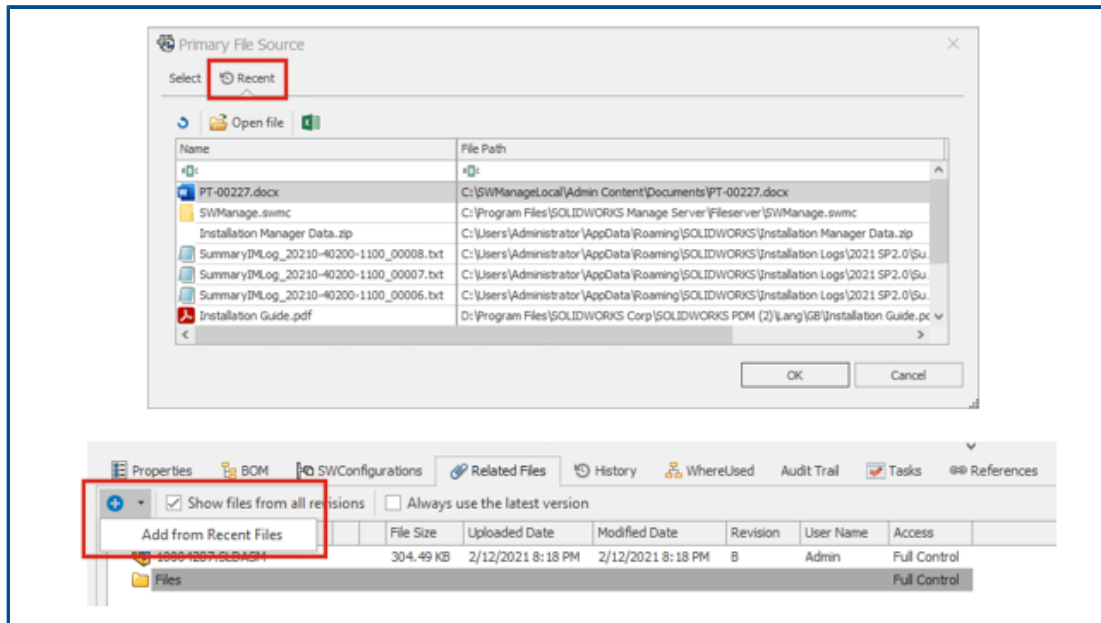 Primary File Source
Select Recent
Open file
Name File Path
PT-00227.docx C:\SWManageLocal\Admin Content\Documents\PT-00227.docx
SWManage.swmc C:\Program Files\SOLIDWORKS Manage Server\Fileserver\SWManage.swmc
Installation Manager Data.zip C:\Users\Administrator\AppData\Roaming\SOLIDWORKS\Installation Manager Data.zip
SummaryIMLog_20210-40200-1100_00008.txt C:\Users\Administrator\AppData\Roaming\SOLIDWORKS\Installation Logs\2021 SP2.0\Su
SummaryIMLog_20210-40200-1100_00007.txt C:\Users\Administrator\AppData\Roaming\SOLIDWORKS\Installation Logs\2021 SP2.0\Su
SummaryIMLog_20210-40200-1100_00006.txt C:\Users\Administrator\AppData\Roaming\SOLIDWORKS\Installation Logs\2021 SP2.0\Su
Installation Guide.pdf D:\Program Files\SOLIDWORKS Corp\SOLIDWORKS PDM (2)\Lang\GB\Installation Guide.pd
OK Cancel
Properties BOM SWConfigurations Related Files History WhereUsed Audit Trail Tasks References
Show files from all revisions Always use the latest version
Add from Recent Files File Size Uploaded Date Modified Date Revision User Name Access
304.49 KB 2/12/2021 8:18 PM 2/12/2021 8:18 PM B Admin Full Control
Files Full Control